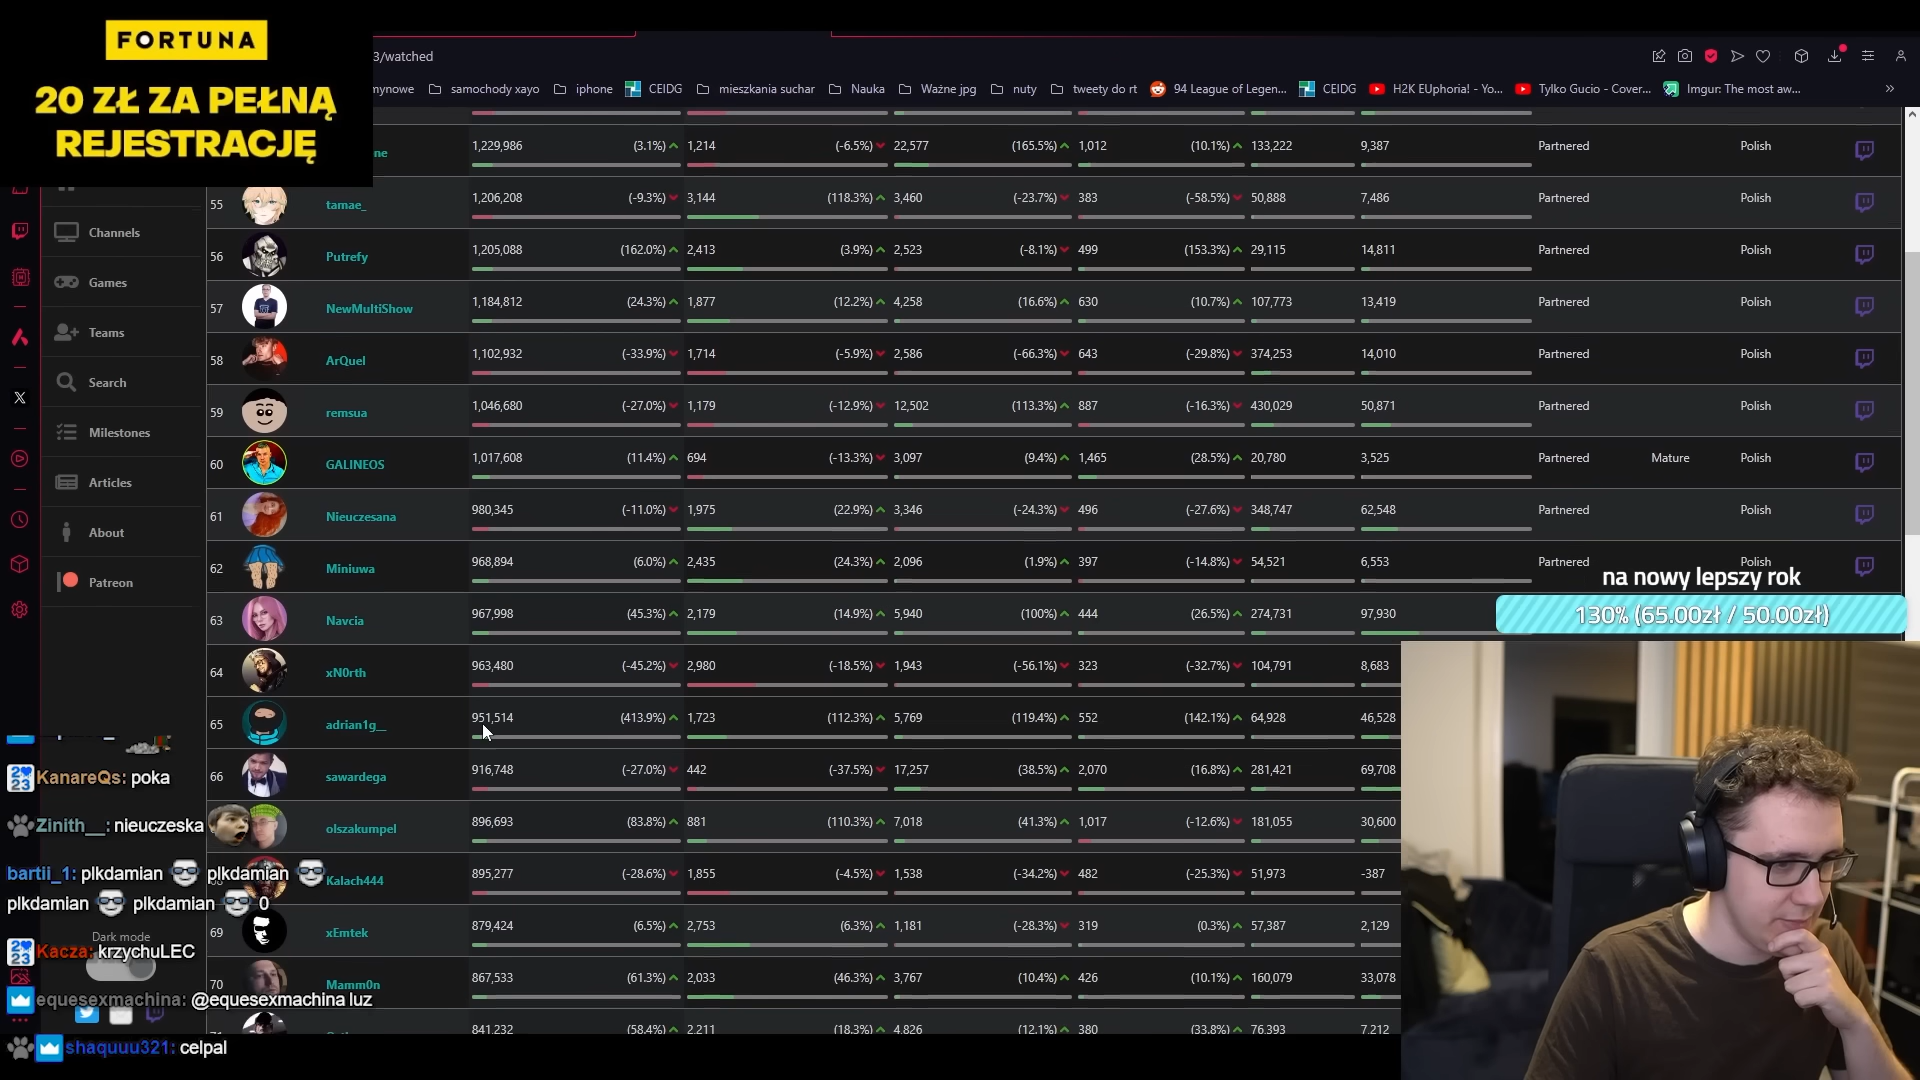 FORTUNA
20 ZŁ ZA PEŁNĄ
REJESTRACJĘ
3/watched
mynowe samochody xayo iphone CEIDG mieszkania suchar Nauka Ważne jpg nuty tweety do rt 94 League of Legen... CEIDG H2K EUphoria! - Yo... Tylko Gucio - Cover... Imgur: The most aw... »
Channels
Games
Teams
Search
Milestones
Articles
About
Patreon
ne 1,229,986 (3.1%) 1,214 (-6.5%) 22,577 (165.5%) 1,012 (10.1%) 133,222 9,387 Partnered Polish
55 tamae_ 1,206,208 (-9.3%) 3,144 (118.3%) 3,460 (-23.7%) 383 (-58.5%) 50,888 7,486 Partnered Polish
56 Putrefy 1,205,088 (162.0%) 2,413 (3.9%) 2,523 (-8.1%) 499 (153.3%) 29,115 14,811 Partnered Polish
57 NewMultiShow 1,184,812 (24.3%) 1,877 (12.2%) 4,258 (16.6%) 630 (10.7%) 107,773 13,419 Partnered Polish
58 ArQuel 1,102,932 (-33.9%) 1,714 (-5.9%) 2,586 (-66.3%) 643 (-29.8%) 374,253 14,010 Partnered Polish
59 remsua 1,046,680 (-27.0%) 1,179 (-12.9%) 12,502 (113.3%) 887 (-16.3%) 430,029 50,871 Partnered Polish
60 GALINEOS 1,017,608 (11.4%) 694 (-13.3%) 3,097 (9.4%) 1,465 (28.5%) 20,780 3,525 Partnered Mature Polish
61 Nieuczesana 980,345 (-11.0%) 1,975 (22.9%) 3,346 (-24.3%) 496 (-27.6%) 348,747 62,548 Partnered Polish
62 Miniuwa 968,894 (6.0%) 2,435 (24.3%) 2,096 (1.9%) 397 (-14.8%) 54,521 6,553 Partnered Polish
63 Navcia 967,998 (45.3%) 2,179 (14.9%) 5,940 (100%) 444 (26.5%) 274,731 97,930
64 xN0rth 963,480 (-45.2%) 2,980 (-18.5%) 1,943 (-56.1%) 323 (-32.7%) 104,791 8,683
65 adrian1g__ 951,514 (413.9%) 1,723 (112.3%) 5,769 (119.4%) 552 (142.1%) 64,928 46,528
66 sawardega 916,748 (-27.0%) 442 (-37.5%) 17,257 (38.5%) 2,070 (16.8%) 281,421 69,708
olszakumpel 896,693 (83.8%) 881 (110.3%) 7,018 (41.3%) 1,017 (-12.6%) 181,055 30,600
Kalach444 895,277 (-28.6%) 1,855 (-4.5%) 1,538 (-34.2%) 482 (-25.3%) 51,973 -387
69 xEmtek 879,424 (6.5%) 2,753 (6.3%) 1,181 (-28.3%) 319 (0.3%) 57,387 2,129
70 Mamm0n 867,533 (61.3%) 2,033 (46.3%) 3,767 (10.4%) 426 (10.1%) 160,079 33,078
841,232 (58.4%) 2,211 (18.3%) 4,826 (12.1%) 380 (33.8%) 76,393 7,212
na nowy lepszy rok
130% (65.00zł / 50.00zł)
KanareQs: poka
Zinith__: nieuczeska
bartii_1: plkdamian plkdamian
plkdamian plkdamian 0
Dark mode
Kacza: krzychuLEC
equesexmachina: @equesexmachina luz
shaquuu321: celpal